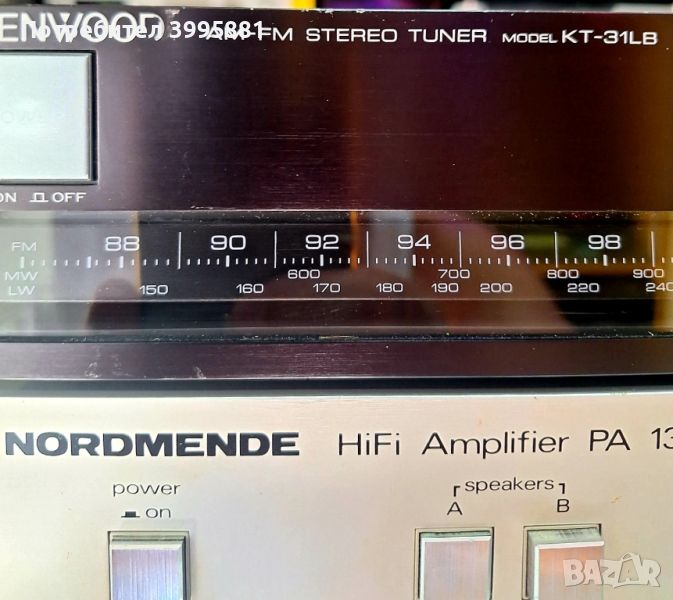 ENWOOD AM-FM STEREO TUNER MODEL KT-31LB
Потребител 3995881
ON OFF
FM 88 90 92 94 96 98
MW 600 700 800 900
LW 150 160 170 180 190 200 220 240
NORDMENDE HiFi Amplifier PA 13
power
on
speakers
A B
BAZAR